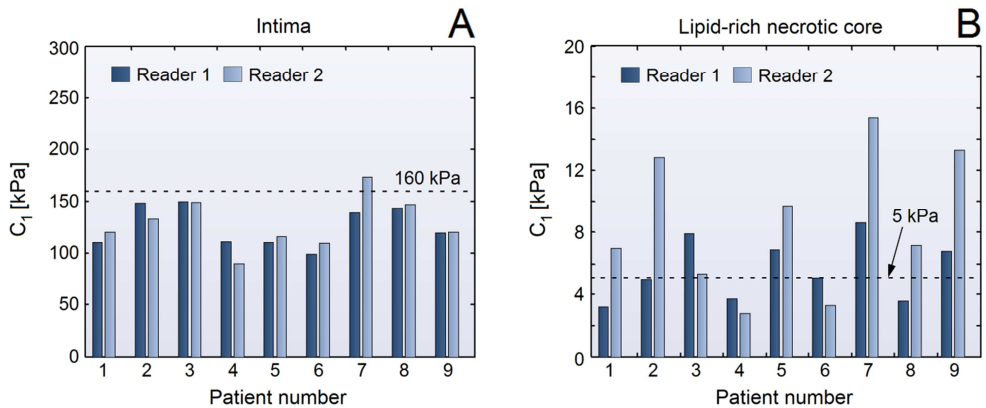 Intima
A
300
250
200
150
100
50
0
Reader 1
Reader 2
160 kPa
C1 [kPa]
1 2 3 4 5 6 7 8 9
Patient number
Lipid-rich necrotic core
B
20
16
12
8
4
0
Reader 1
Reader 2
5 kPa
C1 [kPa]
1 2 3 4 5 6 7 8 9
Patient number